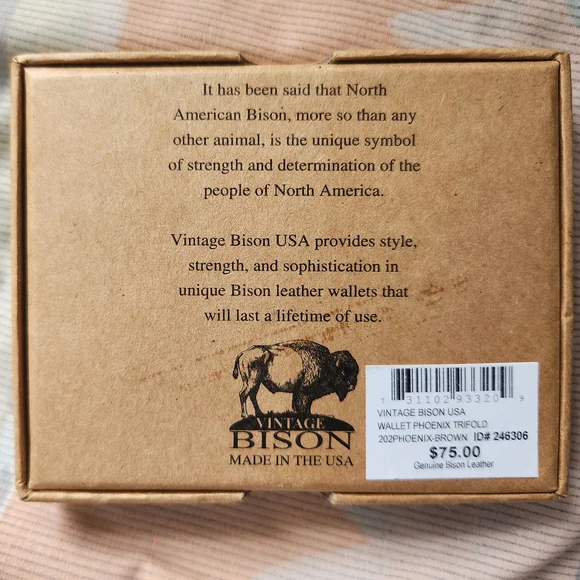 It has been said that North
American Bison, more so than any
other animal, is the unique symbol
of strength and determination of the
people of North America.
Vintage Bison USA provides style,
strength, and sophistication in
unique Bison leather wallets that
will last a lifetime of use.
VINTAGE
BISON
MADE IN THE USA
7 31102 93320 9
VINTAGE BISON USA
WALLET PHOENIX TRIFOLD
202PHOENIX-BROWN ID# 246306
$75.00
Genuine Bison Leather